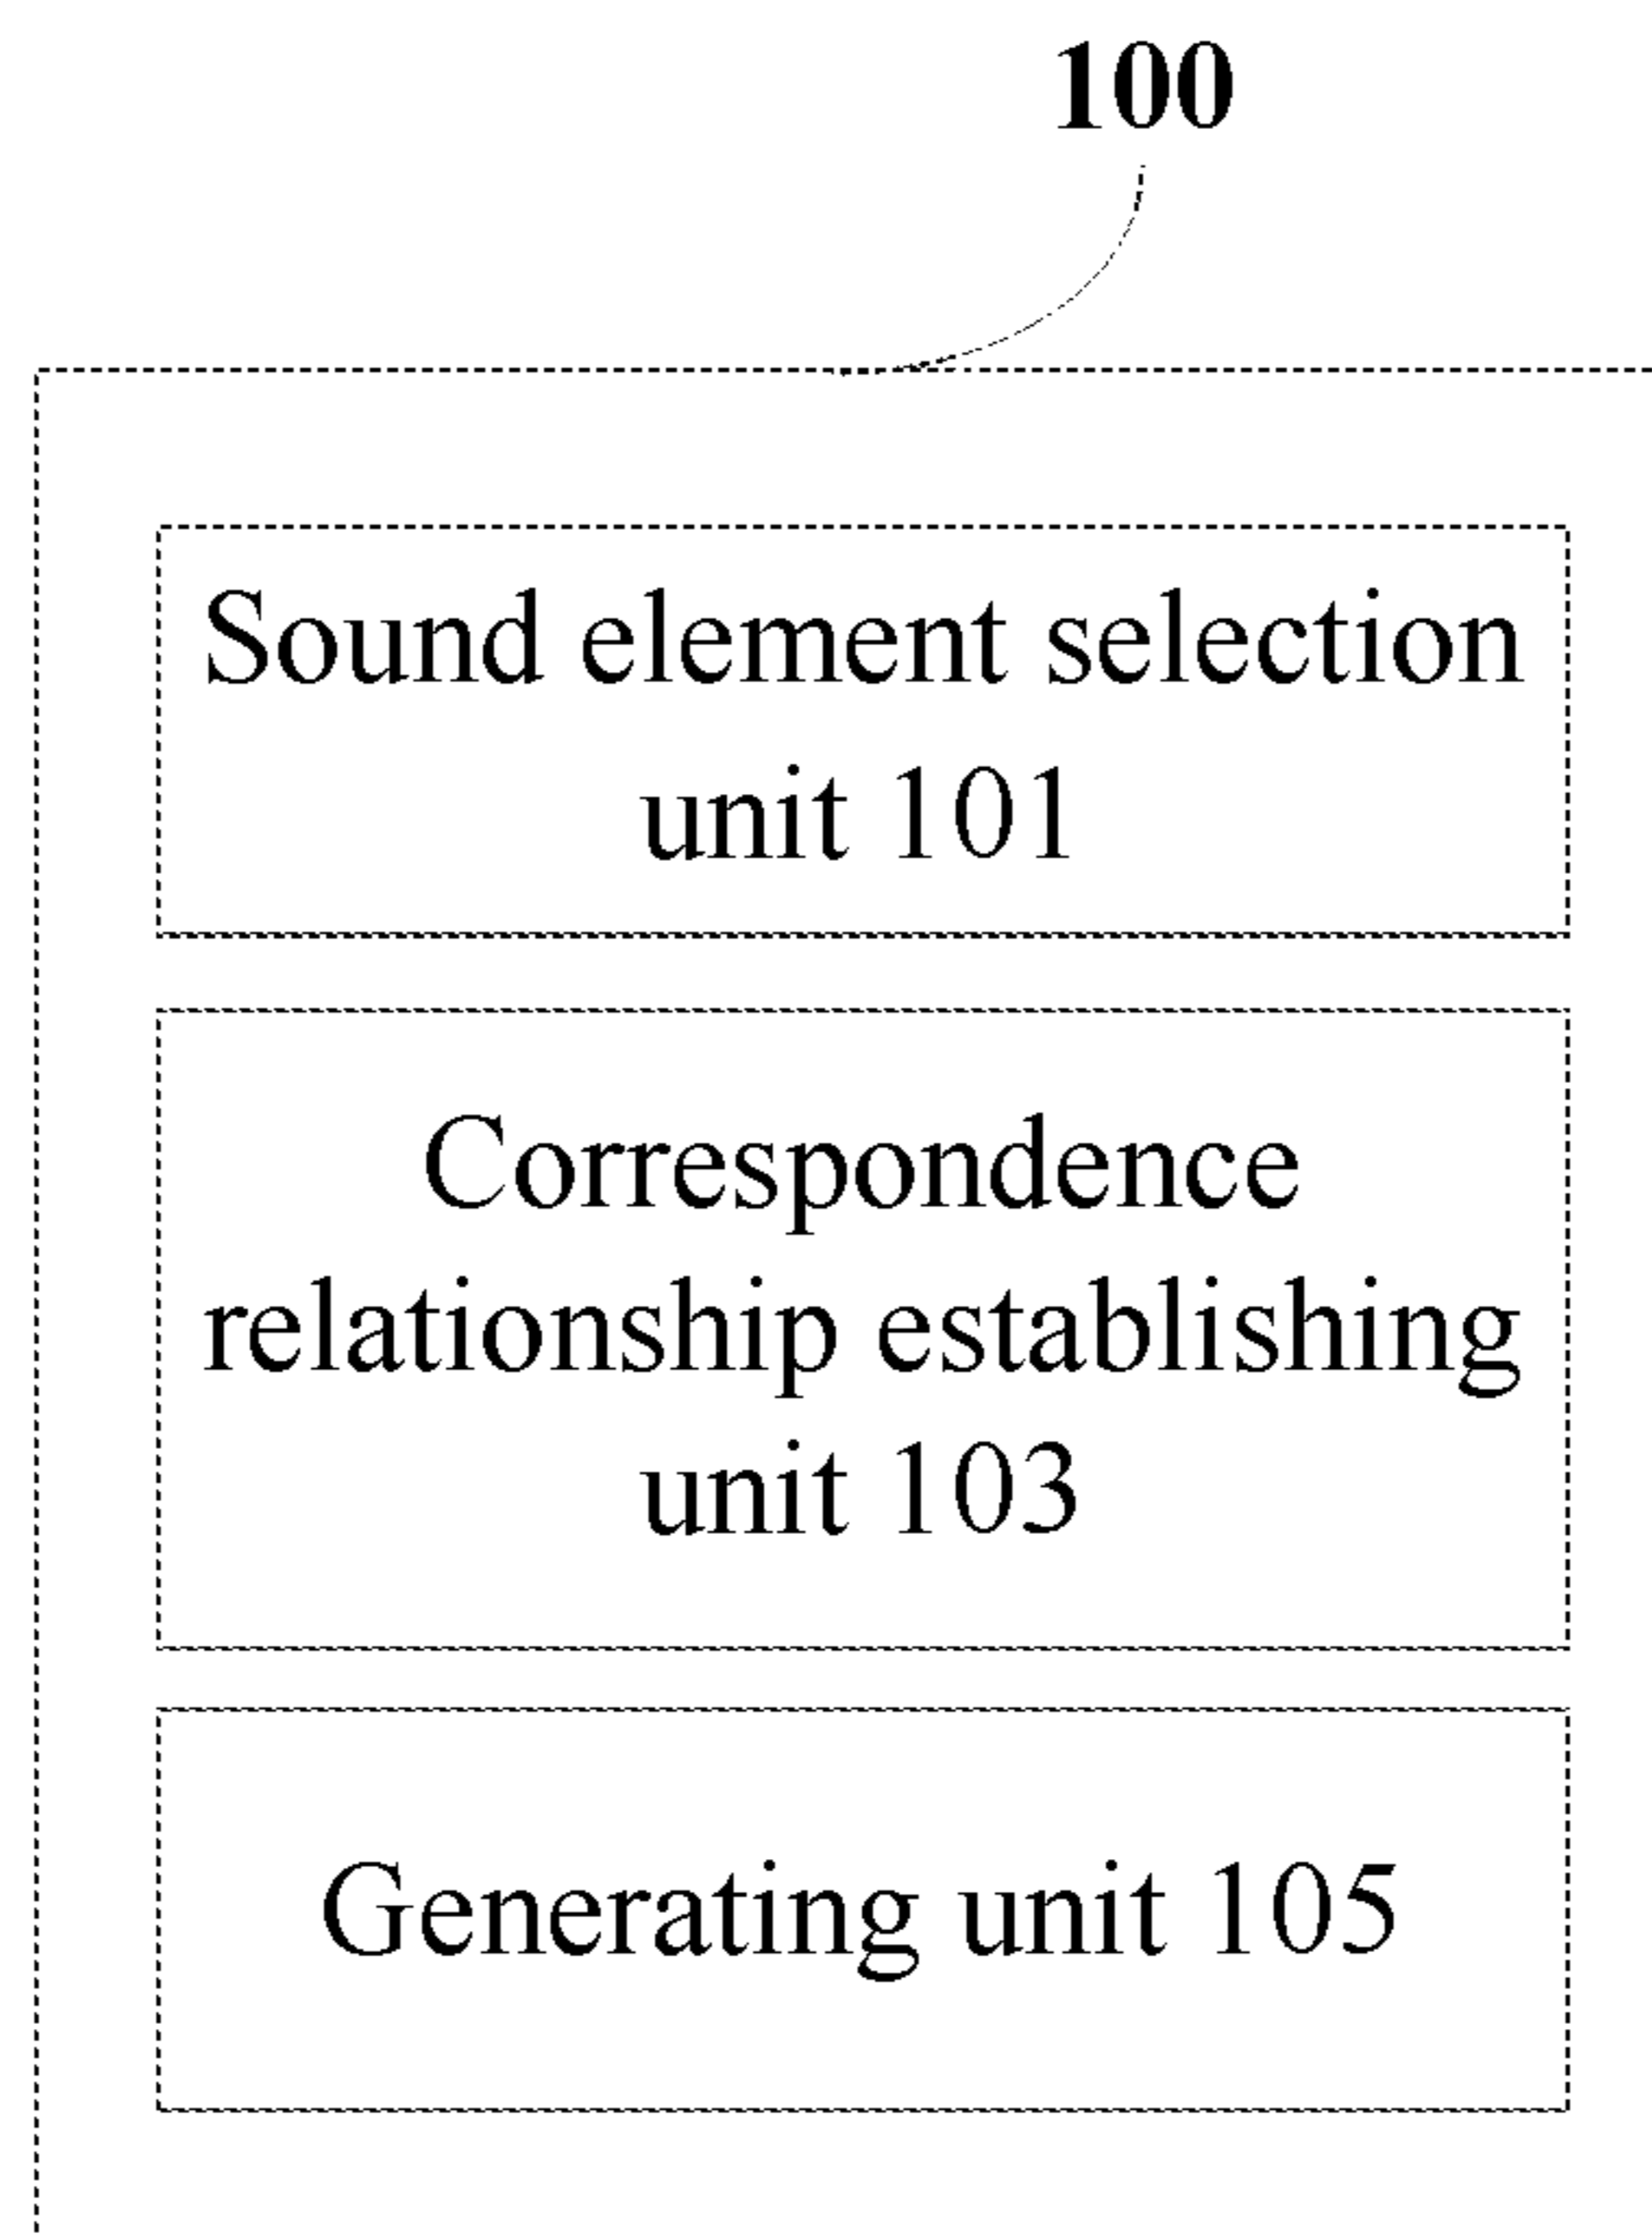 100
Sound element selection
unit 101
Correspondence
relationship establishing
unit 103
Generating unit 105